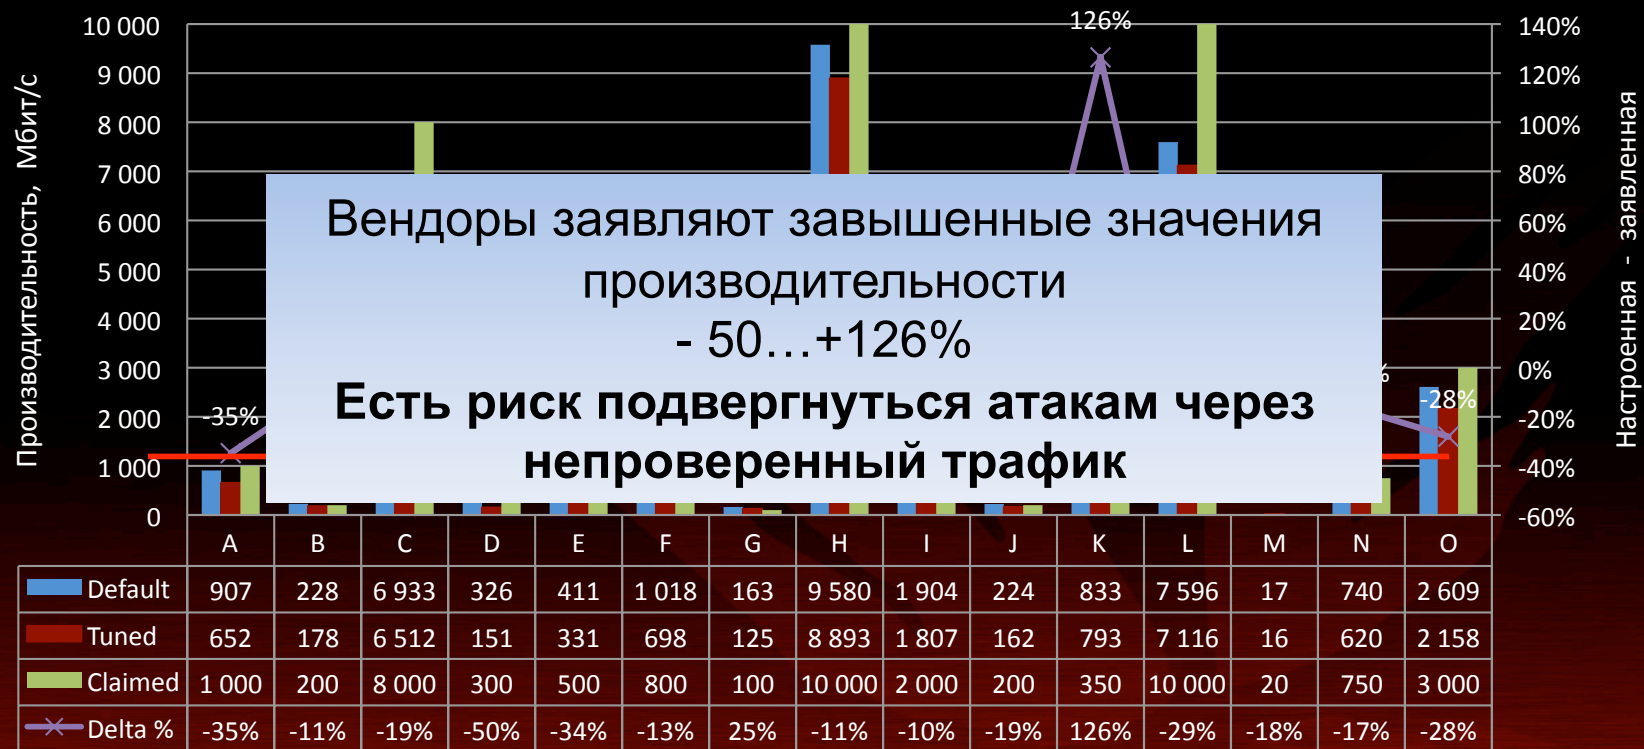 126%
10 000
9 000
8 000
7 000
6 000
5 000
4 000
3 000
2 000
1 000
0
Производительность, Мбит/с
140%
120%
100%
80%
60%
40%
20%
0%
-20%
-40%
-60%
Настроенная - заявленная
Вендоры заявляют завышенные значения
производительности
- 50...+126%
Есть риск подвергнуться атакам через
непроверенный трафик
-35%
%
-28%
A B C D E F G H I J K L M N O
Default 907 228 6 933 326 411 1 018 163 9 580 1 904 224 833 7 596 17 740 2 609
Tuned 652 178 6 512 151 331 698 125 8 893 1 807 162 793 7 116 16 620 2 158
Claimed 1 000 200 8 000 300 500 800 100 10 000 2 000 200 350 10 000 20 750 3 000
Delta % -35% -11% -19% -50% -34% -13% 25% -11% -10% -19% 126% -29% -18% -17% -28%